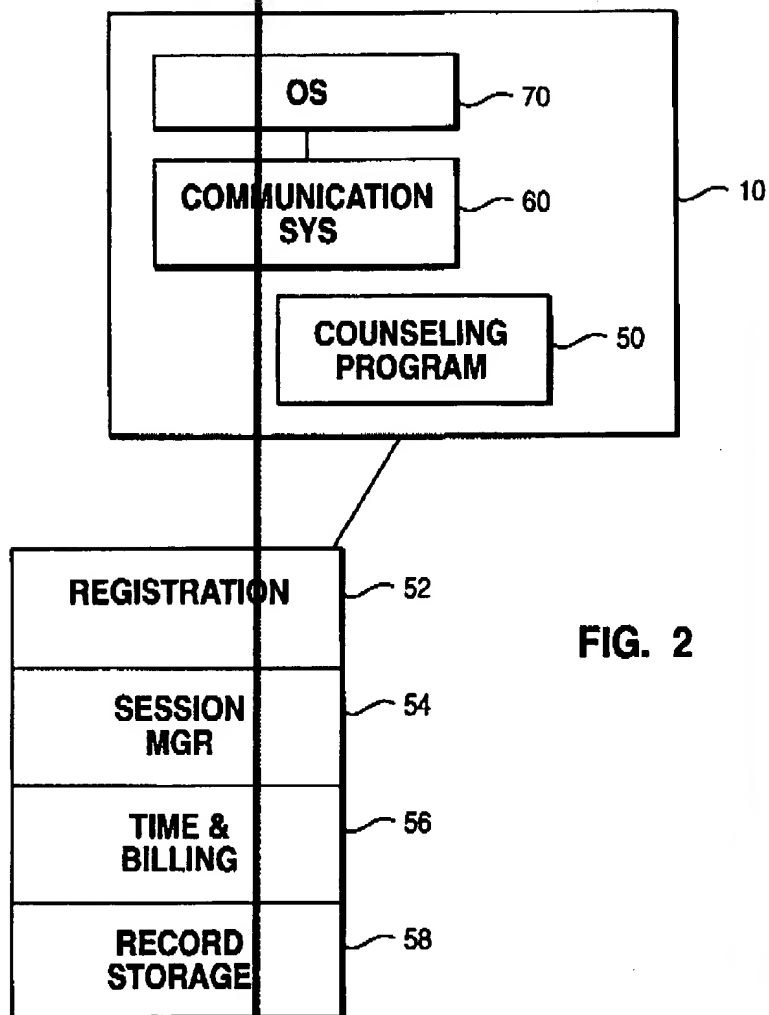 OS
70
COMMUNICATION
SYS
60
10
COUNSELING
PROGRAM
50
REGISTRATION
52
FIG. 2
SESSION
MGR
54
TIME &
BILLING
56
RECORD
STORAGE
58